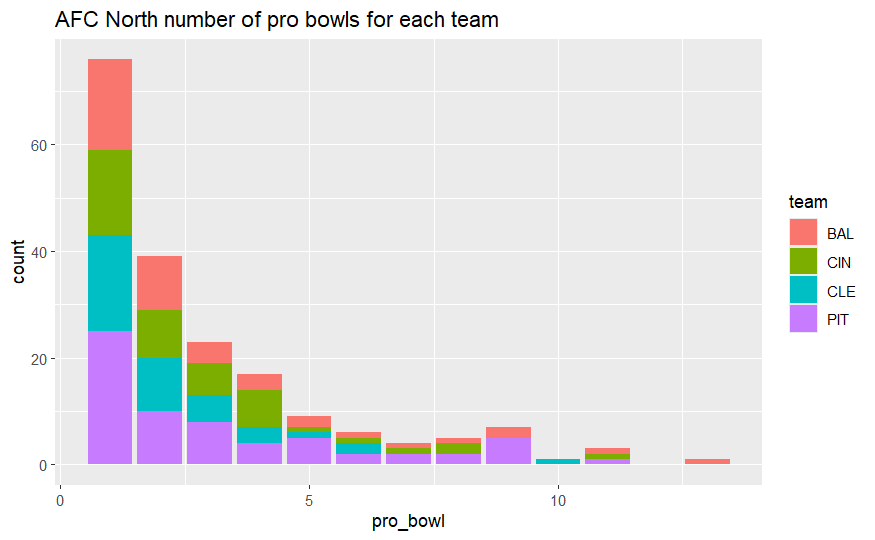 AFC North number of pro bowls for each team
count
60
40
20
0
0
5
10
pro_bowl
team
BAL
CIN
CLE
PIT